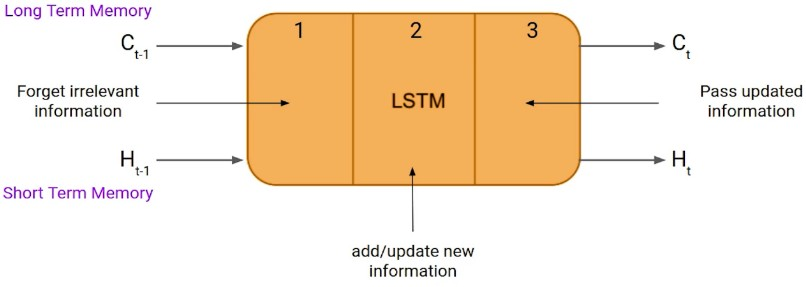 Long Term Memory
1 2 3
C t-1
C t
Forget irrelevant
information
LSTM
Pass updated
information
H t-1
H t
Short Term Memory
add/update new
information